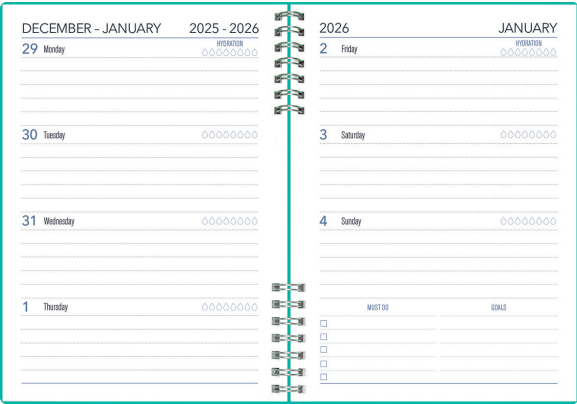 DECEMBER – JANUARY 2025 - 2026
HYDRATION
29 Monday
30 Tuesday
31 Wednesday
1 Thursday
2026 JANUARY
HYDRATION
2 Friday
3 Saturday
4 Sunday
MUST DO GOALS